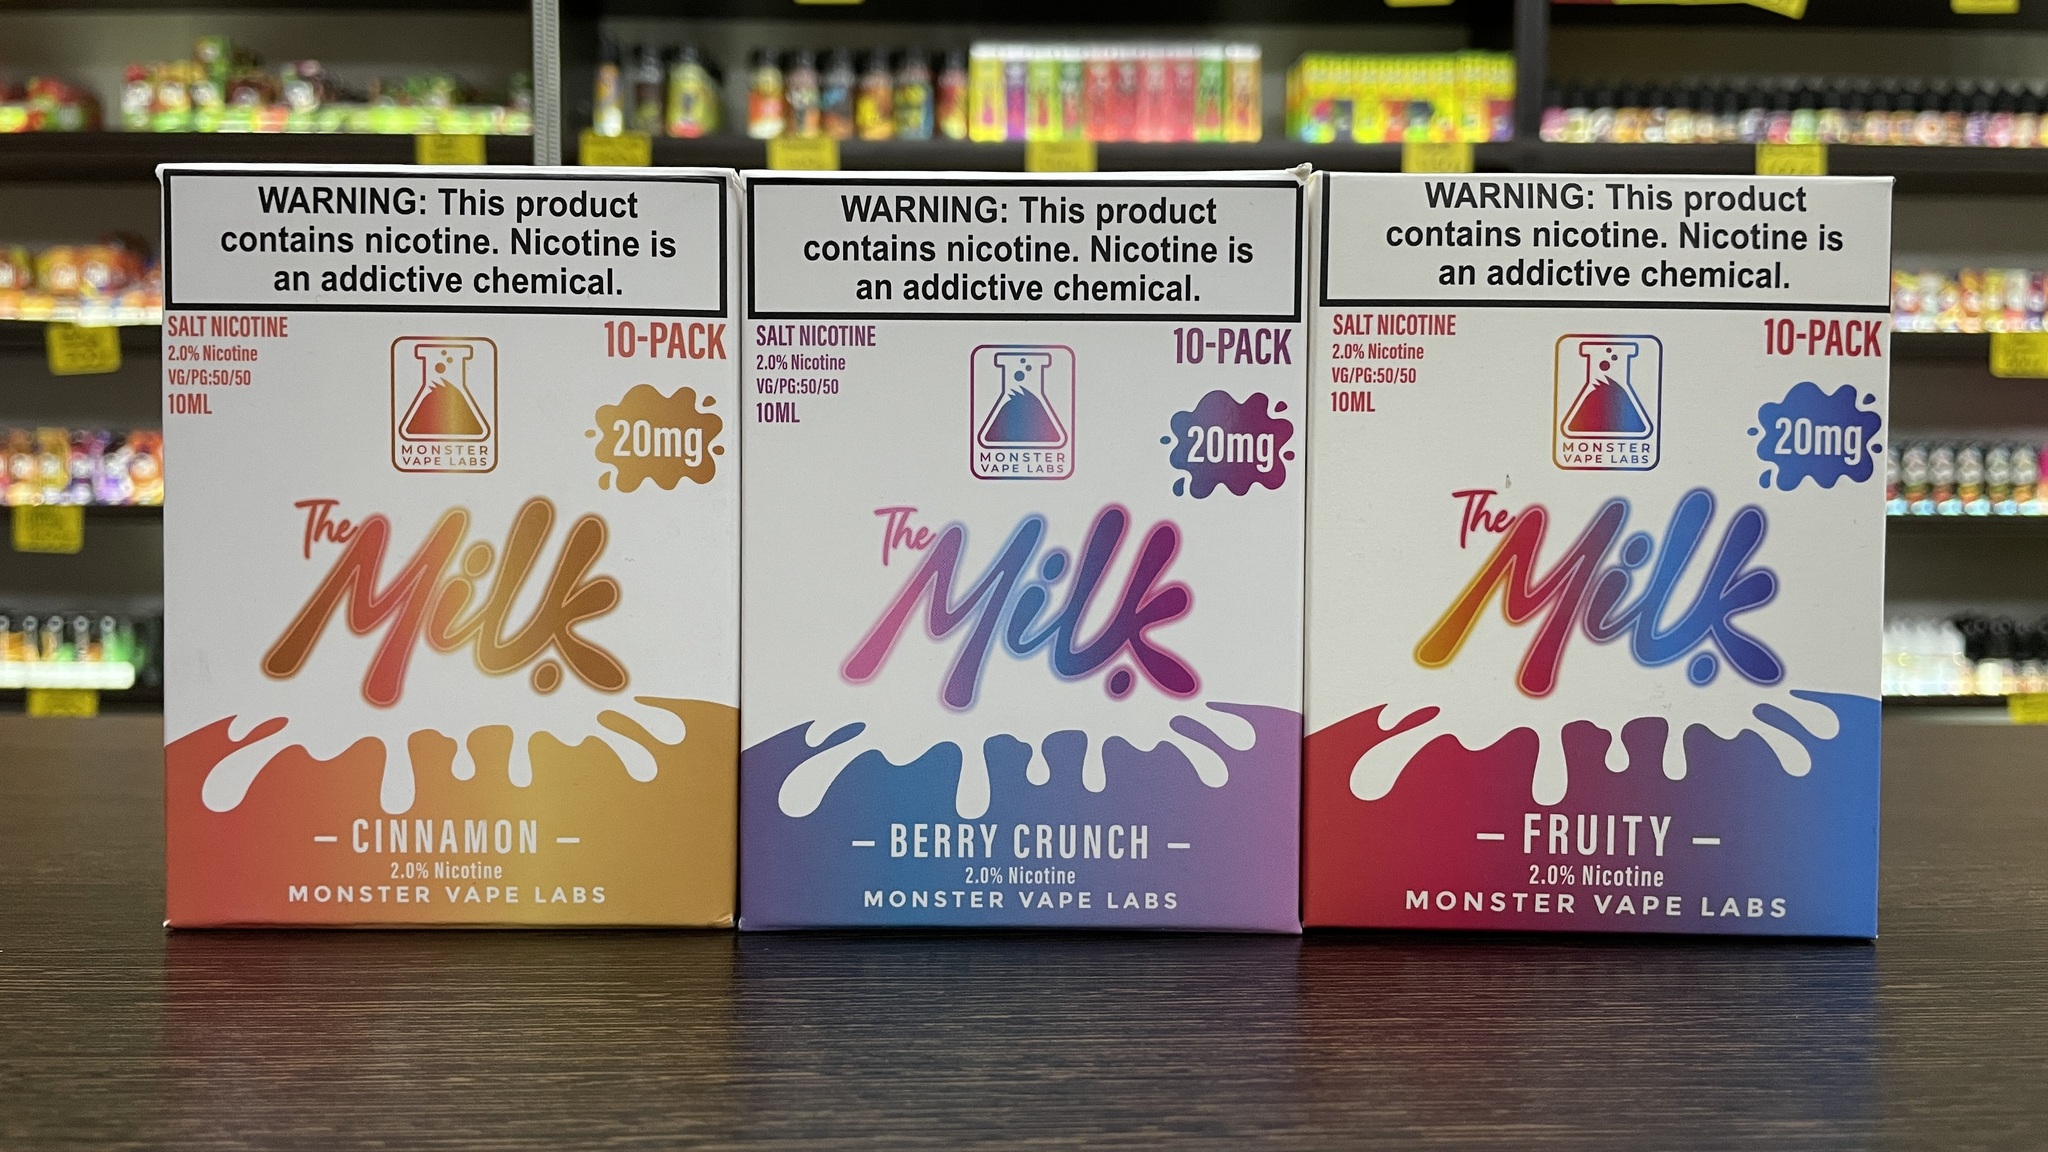 WARNING: This product
contains nicotine. Nicotine is
an addictive chemical.
SALT NICOTINE
2.0% Nicotine
VG/PG:50/50
10ML
10-PACK
20mg
MONSTER
VAPE LABS
The
Milk
– CINNAMON –
2.0% Nicotine
MONSTER VAPE LABS
WARNING: This product
contains nicotine. Nicotine is
an addictive chemical.
SALT NICOTINE
2.0% Nicotine
VG/PG:50/50
10ML
10-PACK
20mg
MONSTER
VAPE LABS
The
Milk
– BERRY CRUNCH –
2.0% Nicotine
MONSTER VAPE LABS
WARNING: This product
contains nicotine. Nicotine is
an addictive chemical.
SALT NICOTINE
2.0% Nicotine
VG/PG:50/50
10ML
10-PACK
20mg
MONSTER
VAPE LABS
The
Milk
– FRUITY –
2.0% Nicotine
MONSTER VAPE LABS